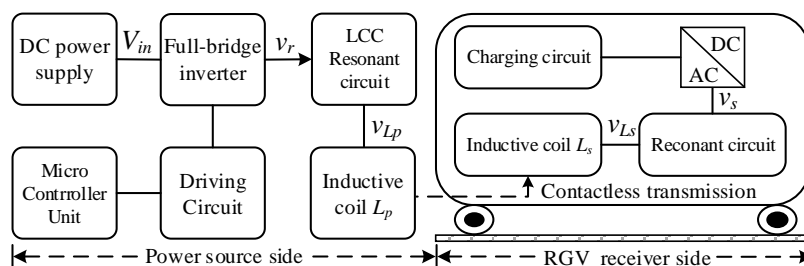 DC power
supply
V_in
Full-bridge
inverter
v_r
LCC
Resonant
circuit
v_Lp
Micro
Contrroller
Unit
Driving
Circuit
Inductive
coil L_p
Charging circuit
DC
AC
v_s
Inductive coil L_s
v_Ls
Reconant circuit
Contactless transmission
Power source side
RGV receiver side